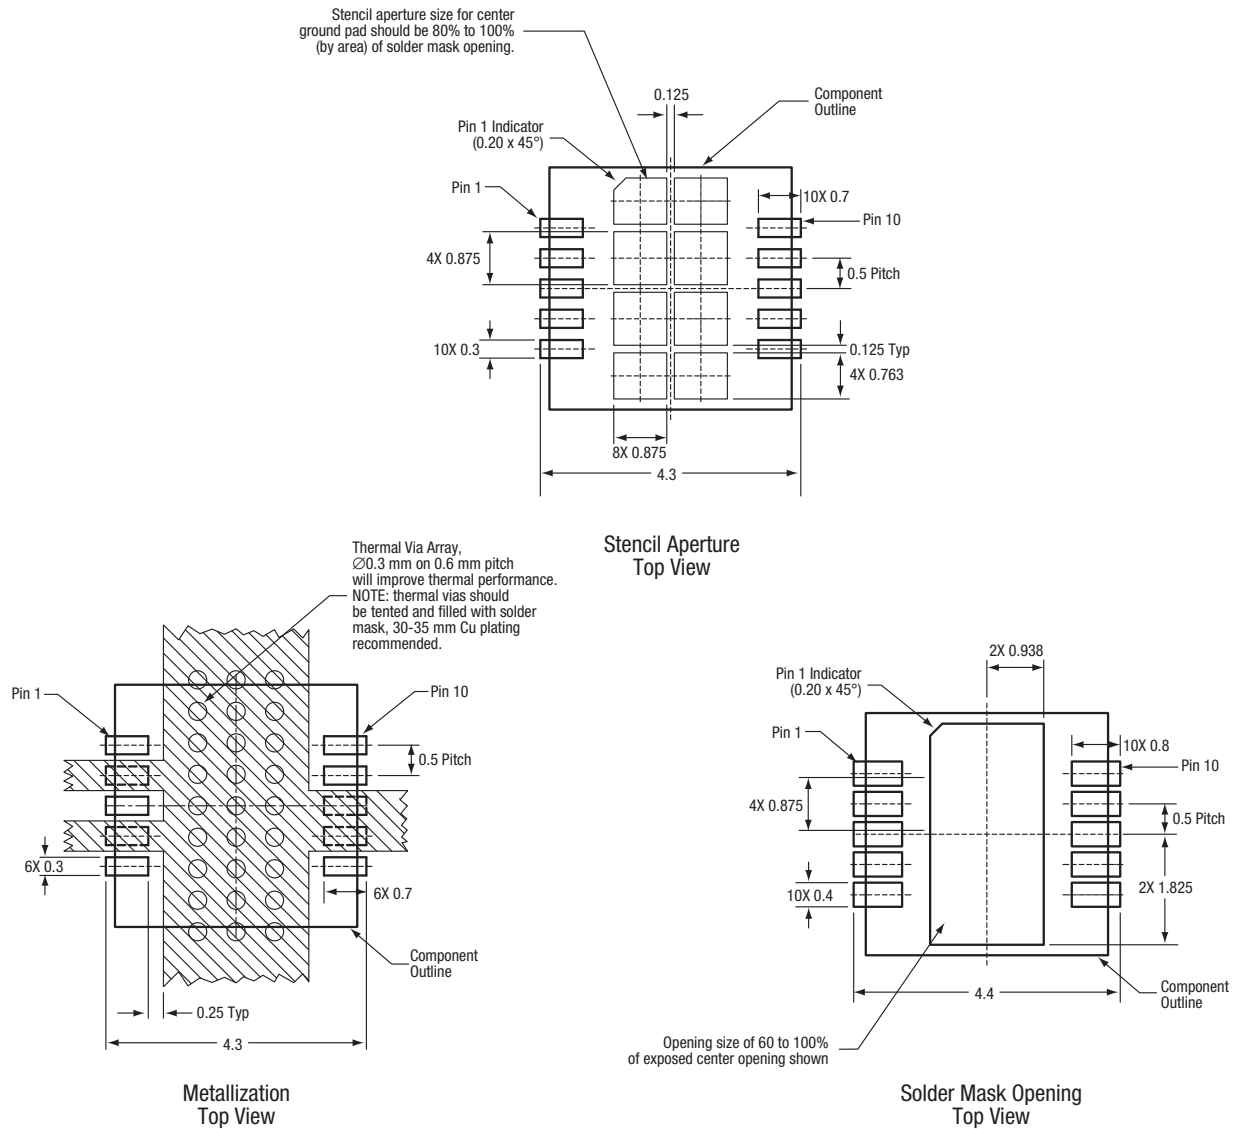 Stencil aperture size for center
ground pad should be 80% to 100%
(by area) of solder mask opening.
0.125
Component
Outline
Pin 1 Indicator
(0.20 x 45°)
Pin 1
10X 0.7
Pin 10
4X 0.875
0.5 Pitch
10X 0.3
0.125 Typ
4X 0.763
8X 0.875
4.3
Stencil Aperture
Top View
Thermal Via Array,
∅0.3 mm on 0.6 mm pitch
will improve thermal performance.
NOTE: thermal vias should
be tented and filled with solder
mask, 30-35 mm Cu plating
recommended.
Pin 1
Pin 10
0.5 Pitch
6X 0.3
6X 0.7
Component
Outline
0.25 Typ
4.3
Metallization
Top View
2X 0.938
Pin 1 Indicator
(0.20 x 45°)
Pin 1
10X 0.8
Pin 10
4X 0.875
0.5 Pitch
10X 0.4
2X 1.825
4.4
Component
Outline
Opening size of 60 to 100%
of exposed center opening shown
Solder Mask Opening
Top View